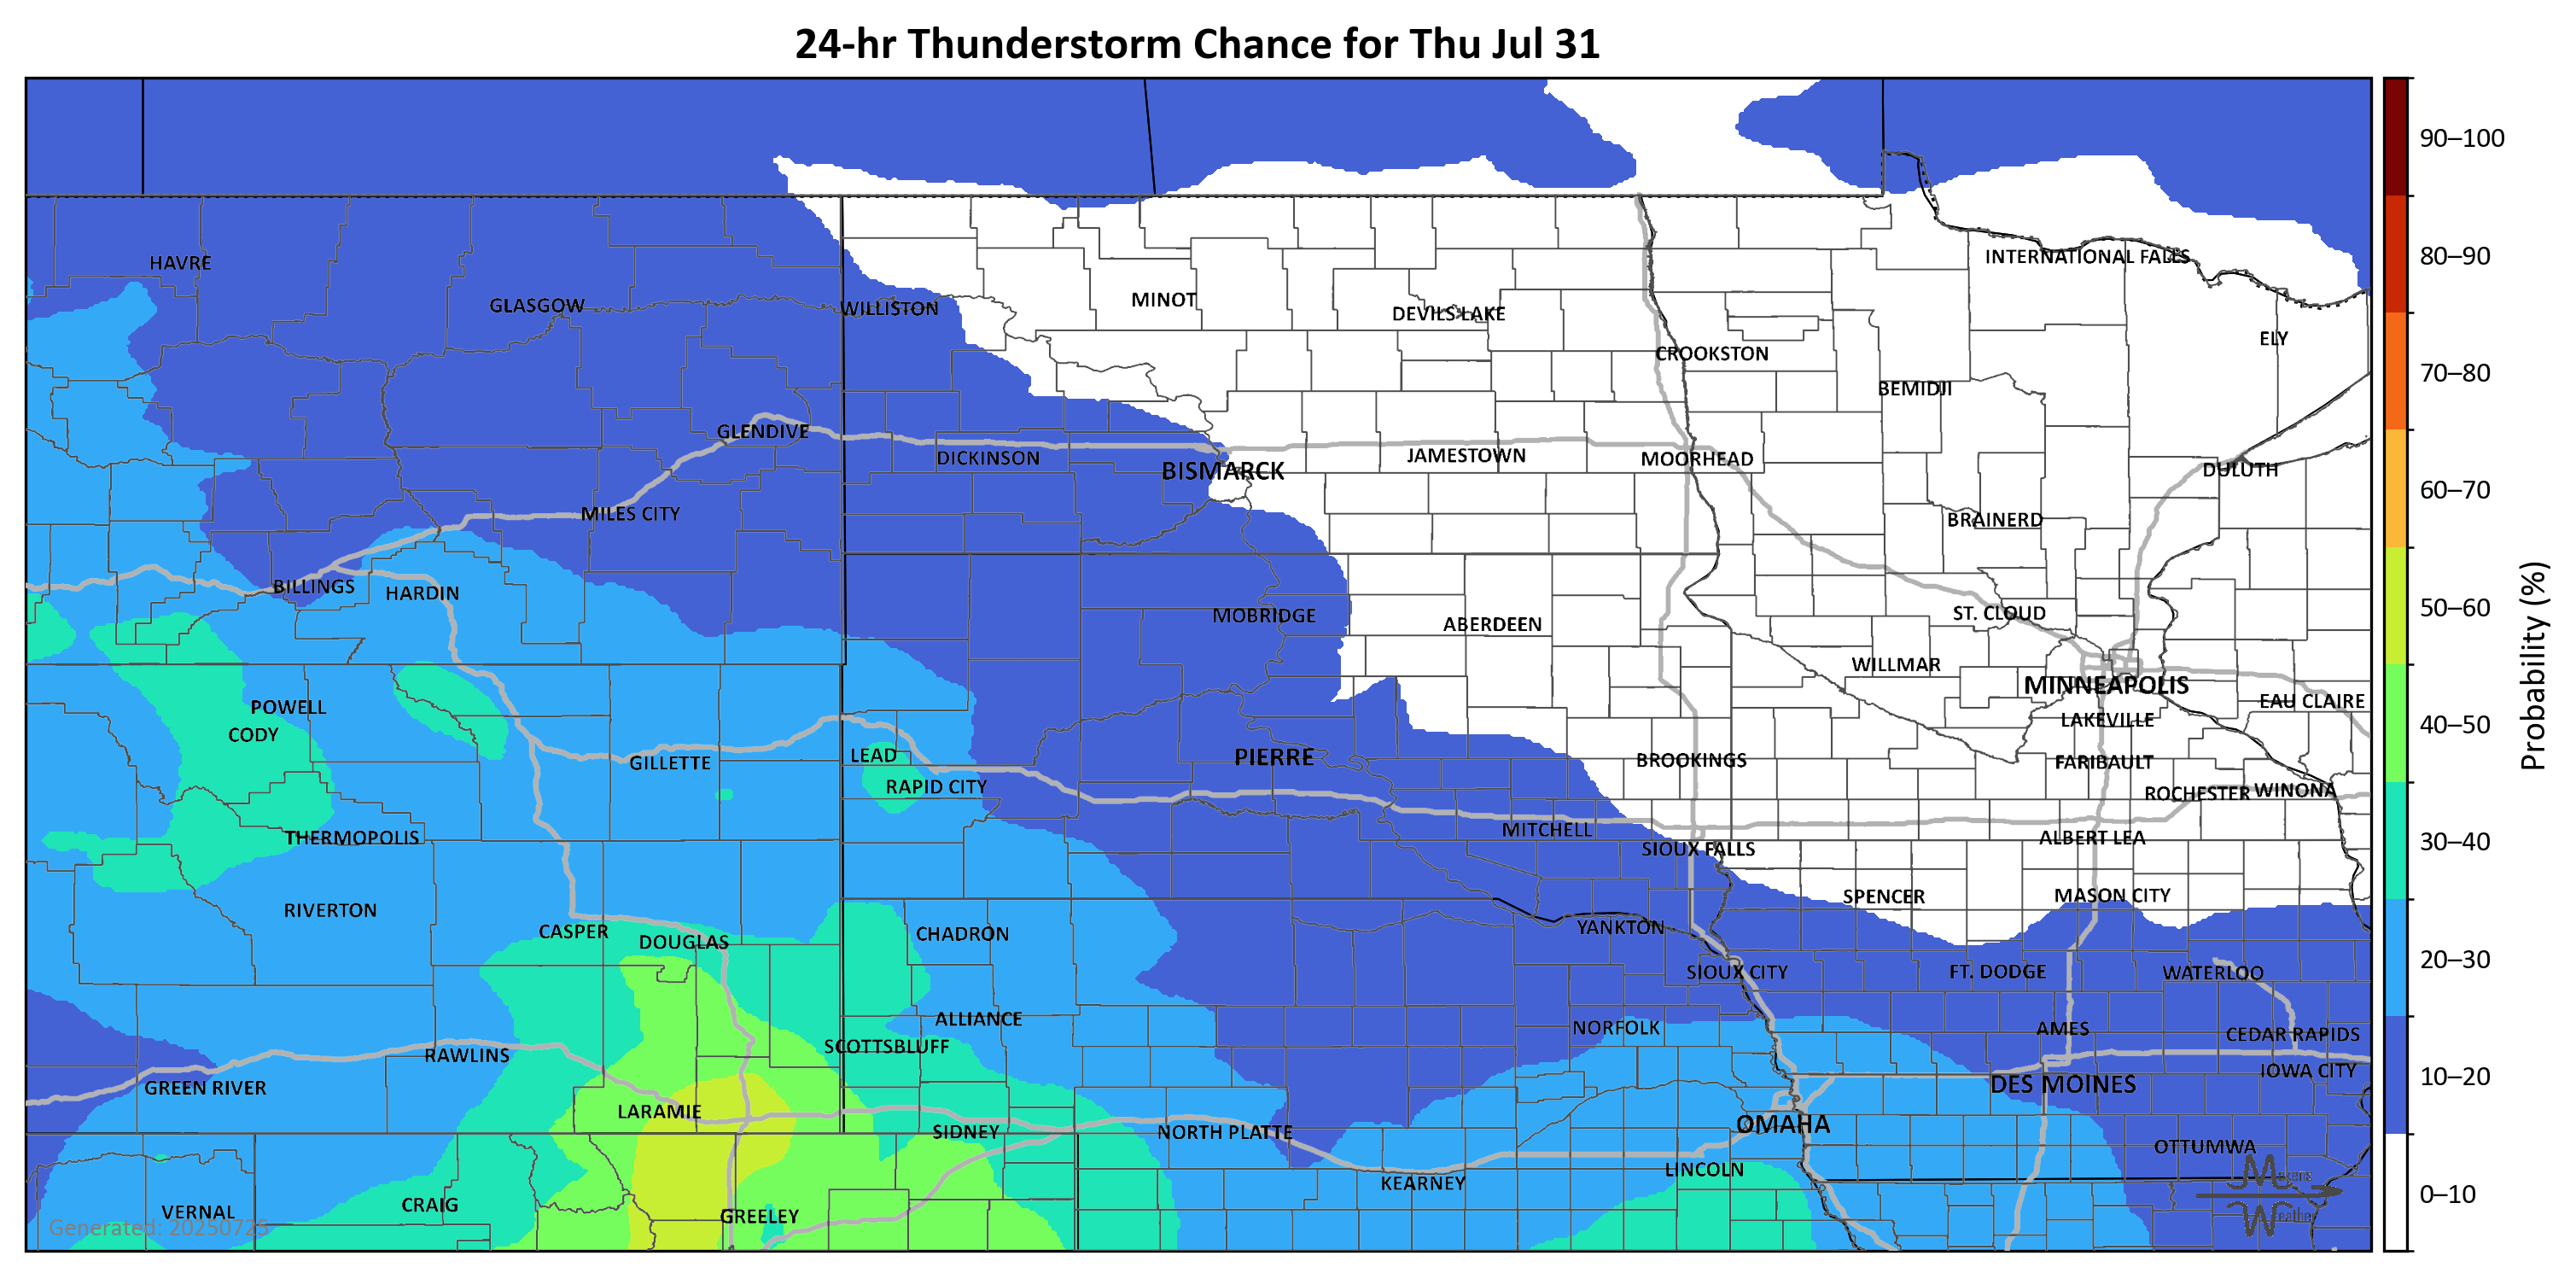 24-hr Thunderstorm Chance for Thu Jul 31
90–100
80–90
70–80
60–70
50–60
40–50
30–40
20–30
10–20
0–10
Probability (%)
HAVRE
INTERNATIONAL FALLS
GLASGOW
WILLISTON
MINOT
DEVILS LAKE
ELY
CROOKSTON
BEMIDJI
GLENDIVE
DICKINSON
BISMARCK
JAMESTOWN
MOORHEAD
DULUTH
MILES CITY
BRAINERD
BILLINGS
HARDIN
MOBRIDGE
ABERDEEN
ST. CLOUD
WILLMAR
MINNEAPOLIS
EAU CLAIRE
POWELL
CODY
LAKEVILLE
GILLETTE
LEAD
PIERRE
BROOKINGS
FARIBAULT
RAPID CITY
ROCHESTER
WINONA
THERMOPOLIS
MITCHELL
ALBERT LEA
SIOUX FALLS
RIVERTON
SPENCER
MASON CITY
CASPER
DOUGLAS
CHADRON
YANKTON
SIOUX CITY
FT. DODGE
WATERLOO
ALLIANCE
NORFOLK
AMES
CEDAR RAPIDS
RAWLINS
SCOTTSBLUFF
GREEN RIVER
DES MOINES
IOWA CITY
LARAMIE
SIDNEY
NORTH PLATTE
OMAHA
OTTUMWA
LINCOLN
KEARNEY
VERNAL
CRAIG
GREELEY
Generated: 20250725
Weather